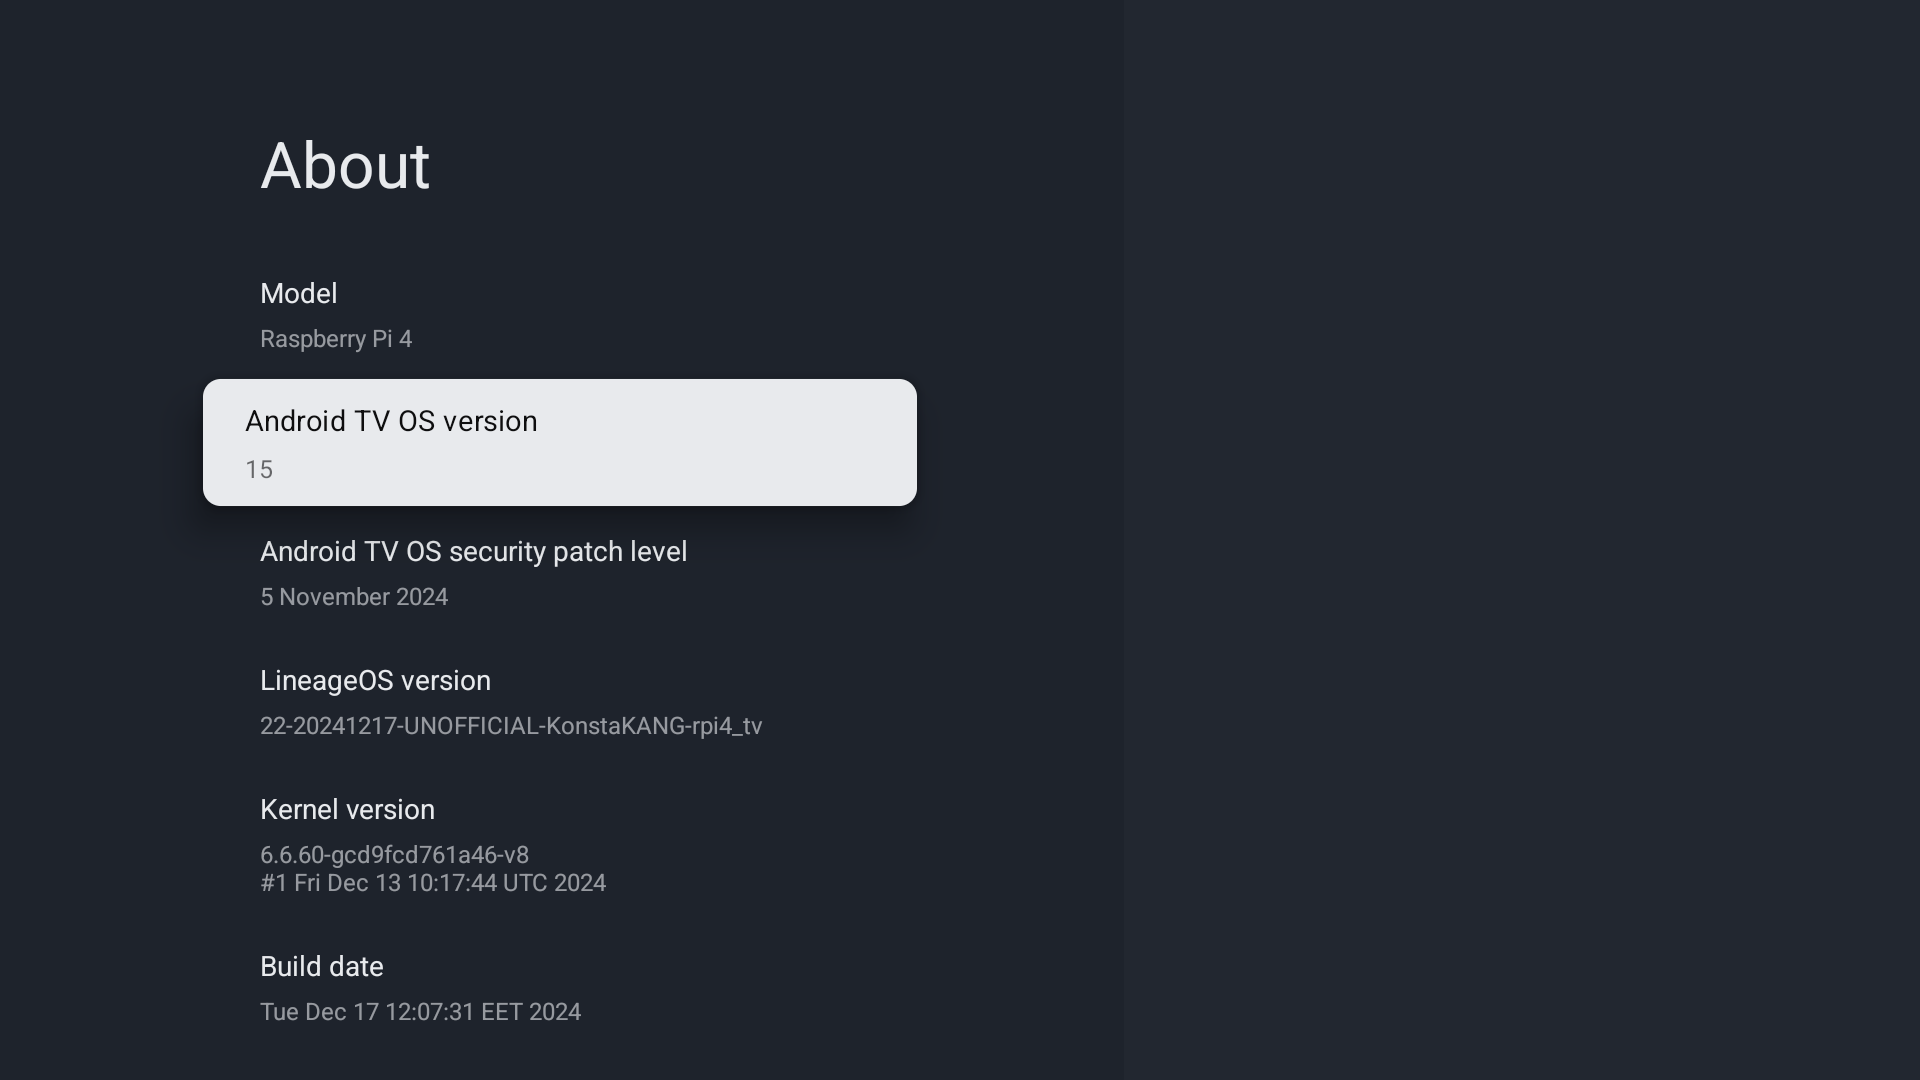 About
Model
Raspberry Pi 4
Android TV OS version
15
Android TV OS security patch level
5 November 2024
LineageOS version
22-20241217-UNOFFICIAL-KonstaKANG-rpi4_tv
Kernel version
6.6.60-gcd9fcd761a46-v8
#1 Fri Dec 13 10:17:44 UTC 2024
Build date
Tue Dec 17 12:07:31 EET 2024